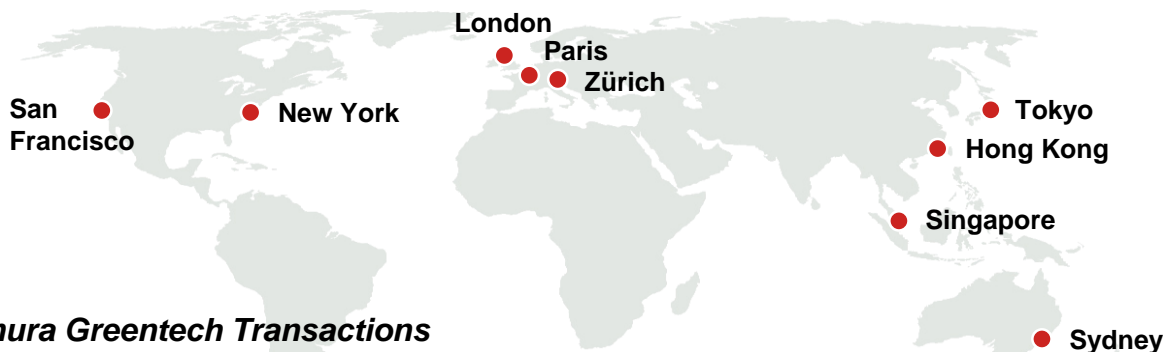 London
Paris
Zürich
San
Francisco
New York
Tokyo
Hong Kong
Singapore
Greentech Transactions
Sydney